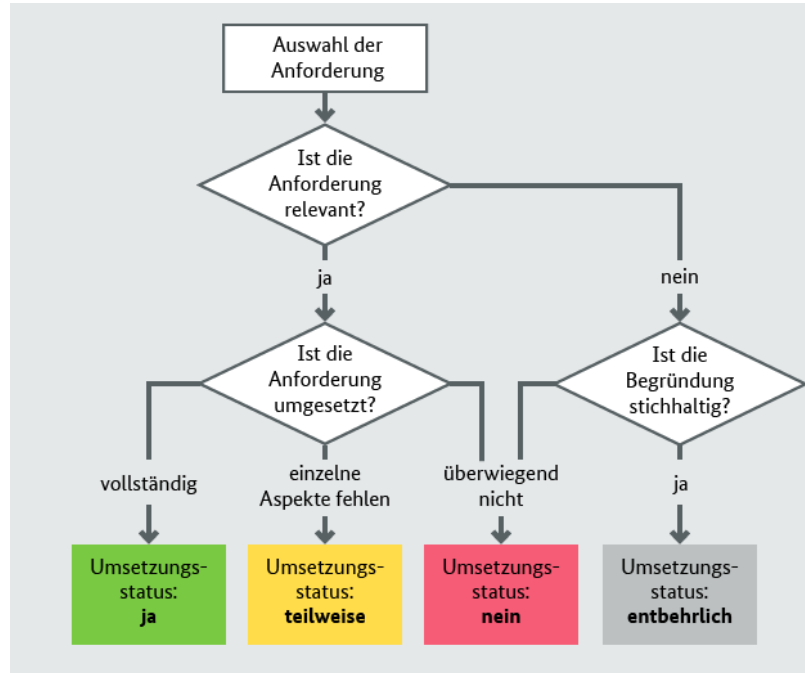 Auswahl der
Anforderung
Ist die
Anforderung
relevant?
ja
nein
Ist die
Anforderung
umgesetzt?
Ist die
Begründung
stichhaltig?
vollständig
einzelne
Aspekte fehlen
überwiegend
nicht
ja
Umsetzungs-
status:
ja
Umsetzungs-
status:
teilweise
Umsetzungs-
status:
nein
Umsetzungs-
status:
entbehrlich